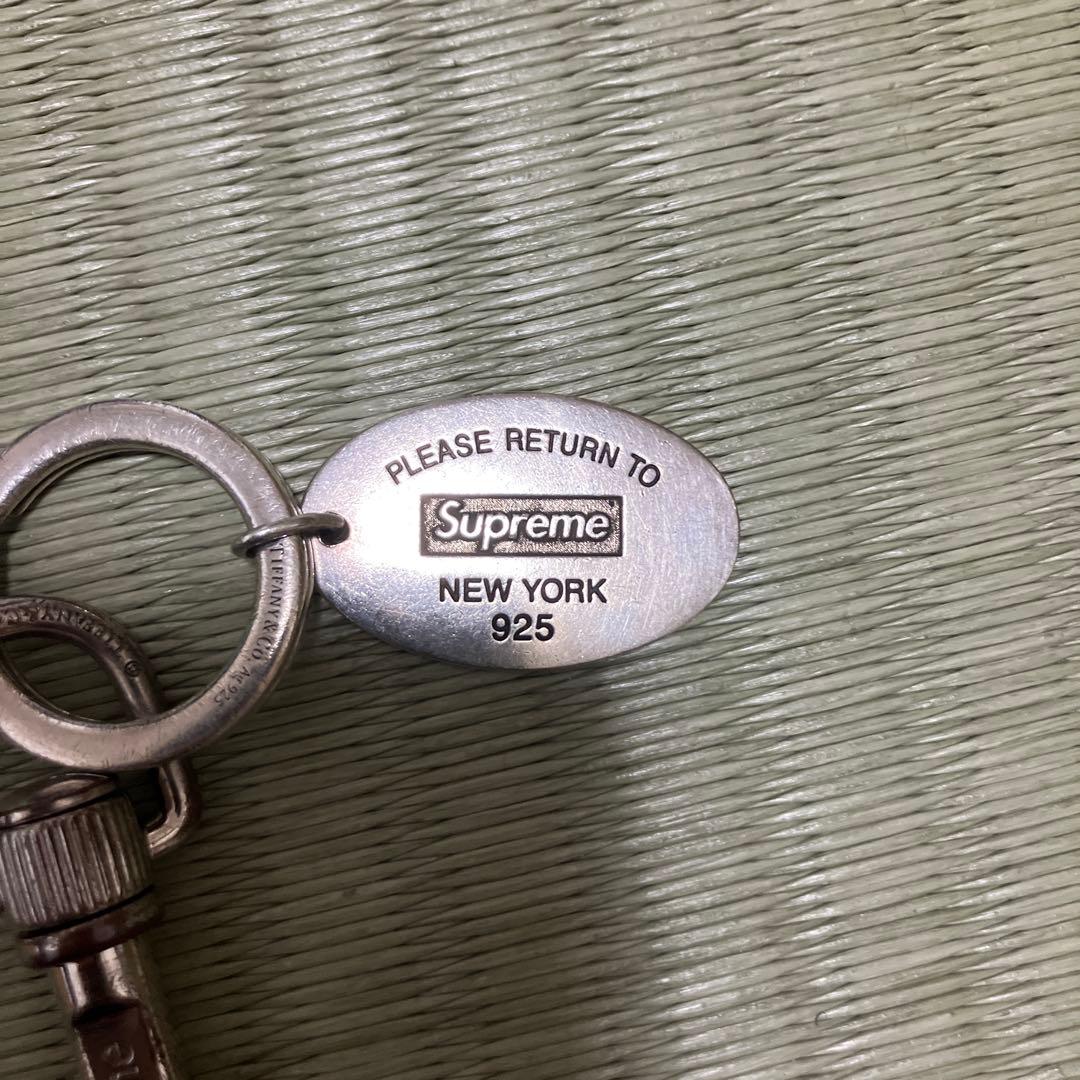 PLEASE RETURN TO
Supreme
NEW YORK
925
TIFFANY&CO. Ag925